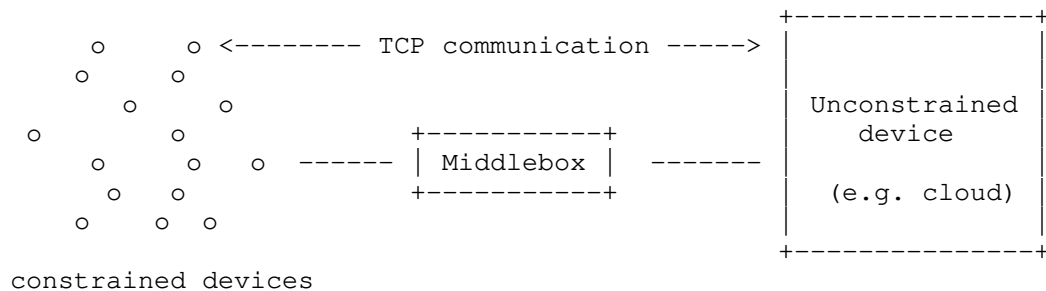 +---------------+
o o <-------- TCP communication -----> | |
o o | |
o o | Unconstrained |
o o +-----------+ | device |
o o o ------ | Middlebox | ------- | |
o o +-----------+ | (e.g. cloud) |
o o o | |
+---------------+
constrained devices